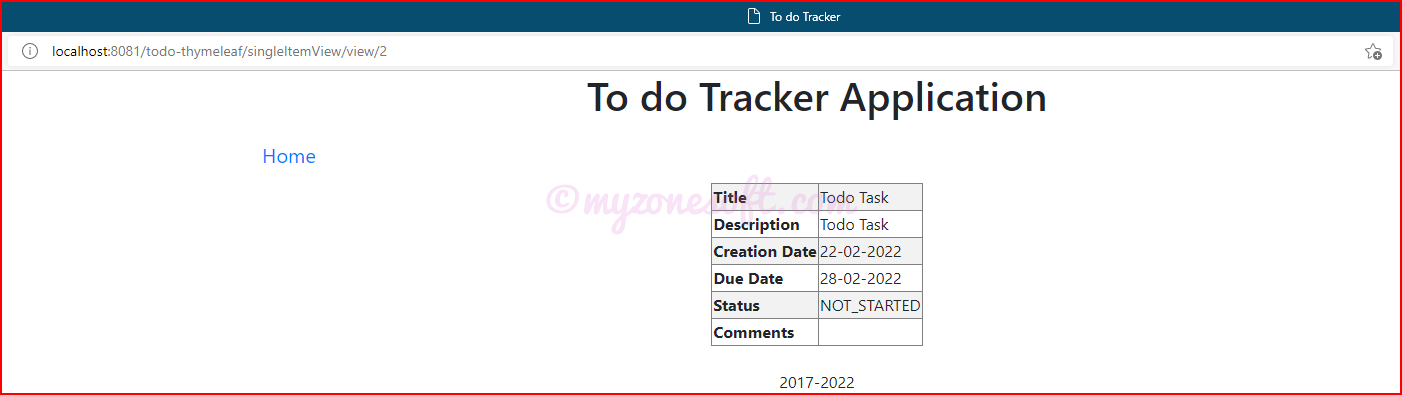 To do Tracker
localhost:8081/todo-thymeleaf/singleItemView/view/2
To do Tracker Application
Home
©myzonesoft.com
Title Todo Task
Description Todo Task
Creation Date 22-02-2022
Due Date 28-02-2022
Status NOT_STARTED
Comments
2017-2022